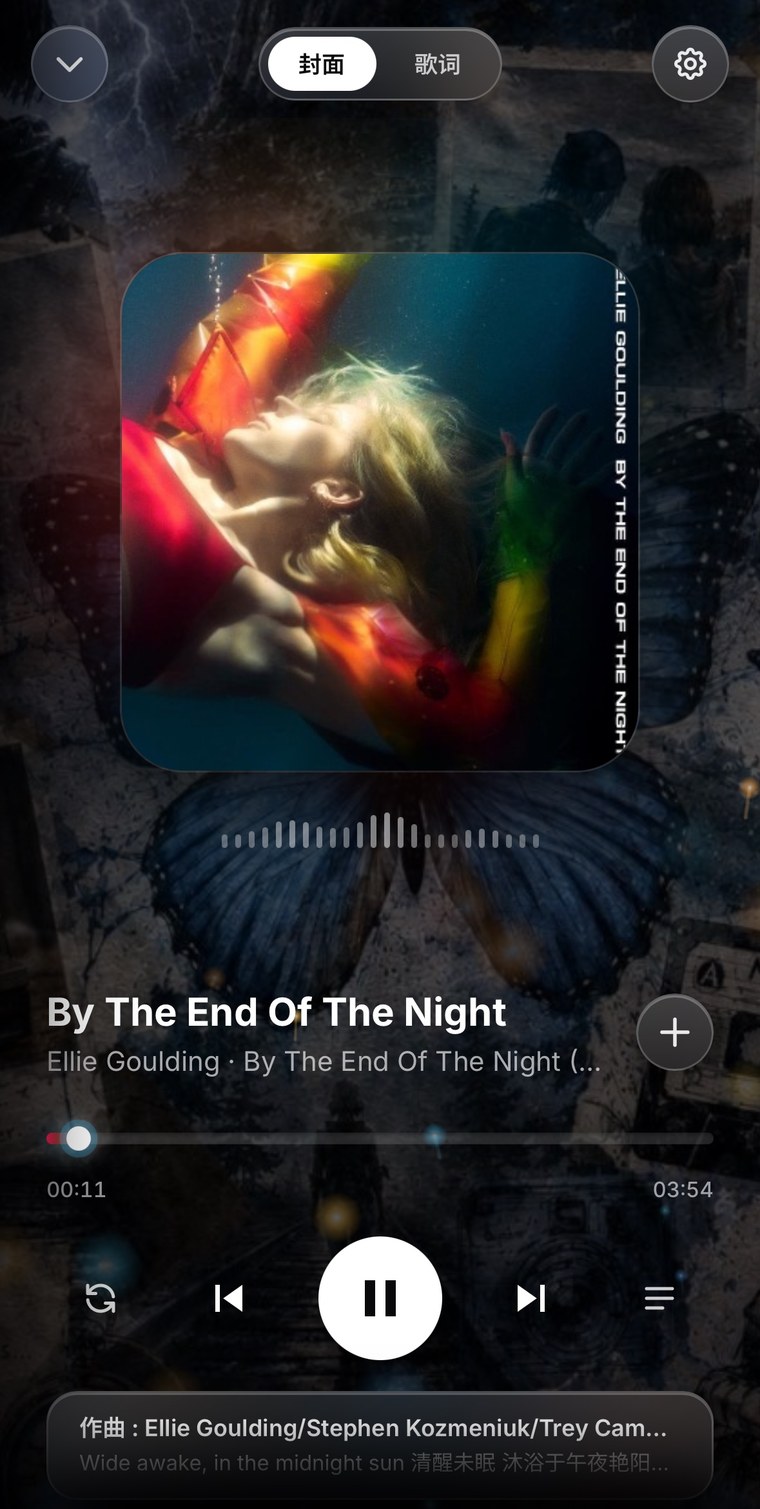 封面
歌词
ELLIE GOULDING BY THE END OF THE NIGHT
By The End Of The Night
Ellie Goulding · By The End Of The Night (...
00:11
03:54
作曲 : Ellie Goulding/Stephen Kozmeniuk/Trey Cam...
Wide awake, in the midnight sun 清醒未眠 沐浴于午夜艳阳...